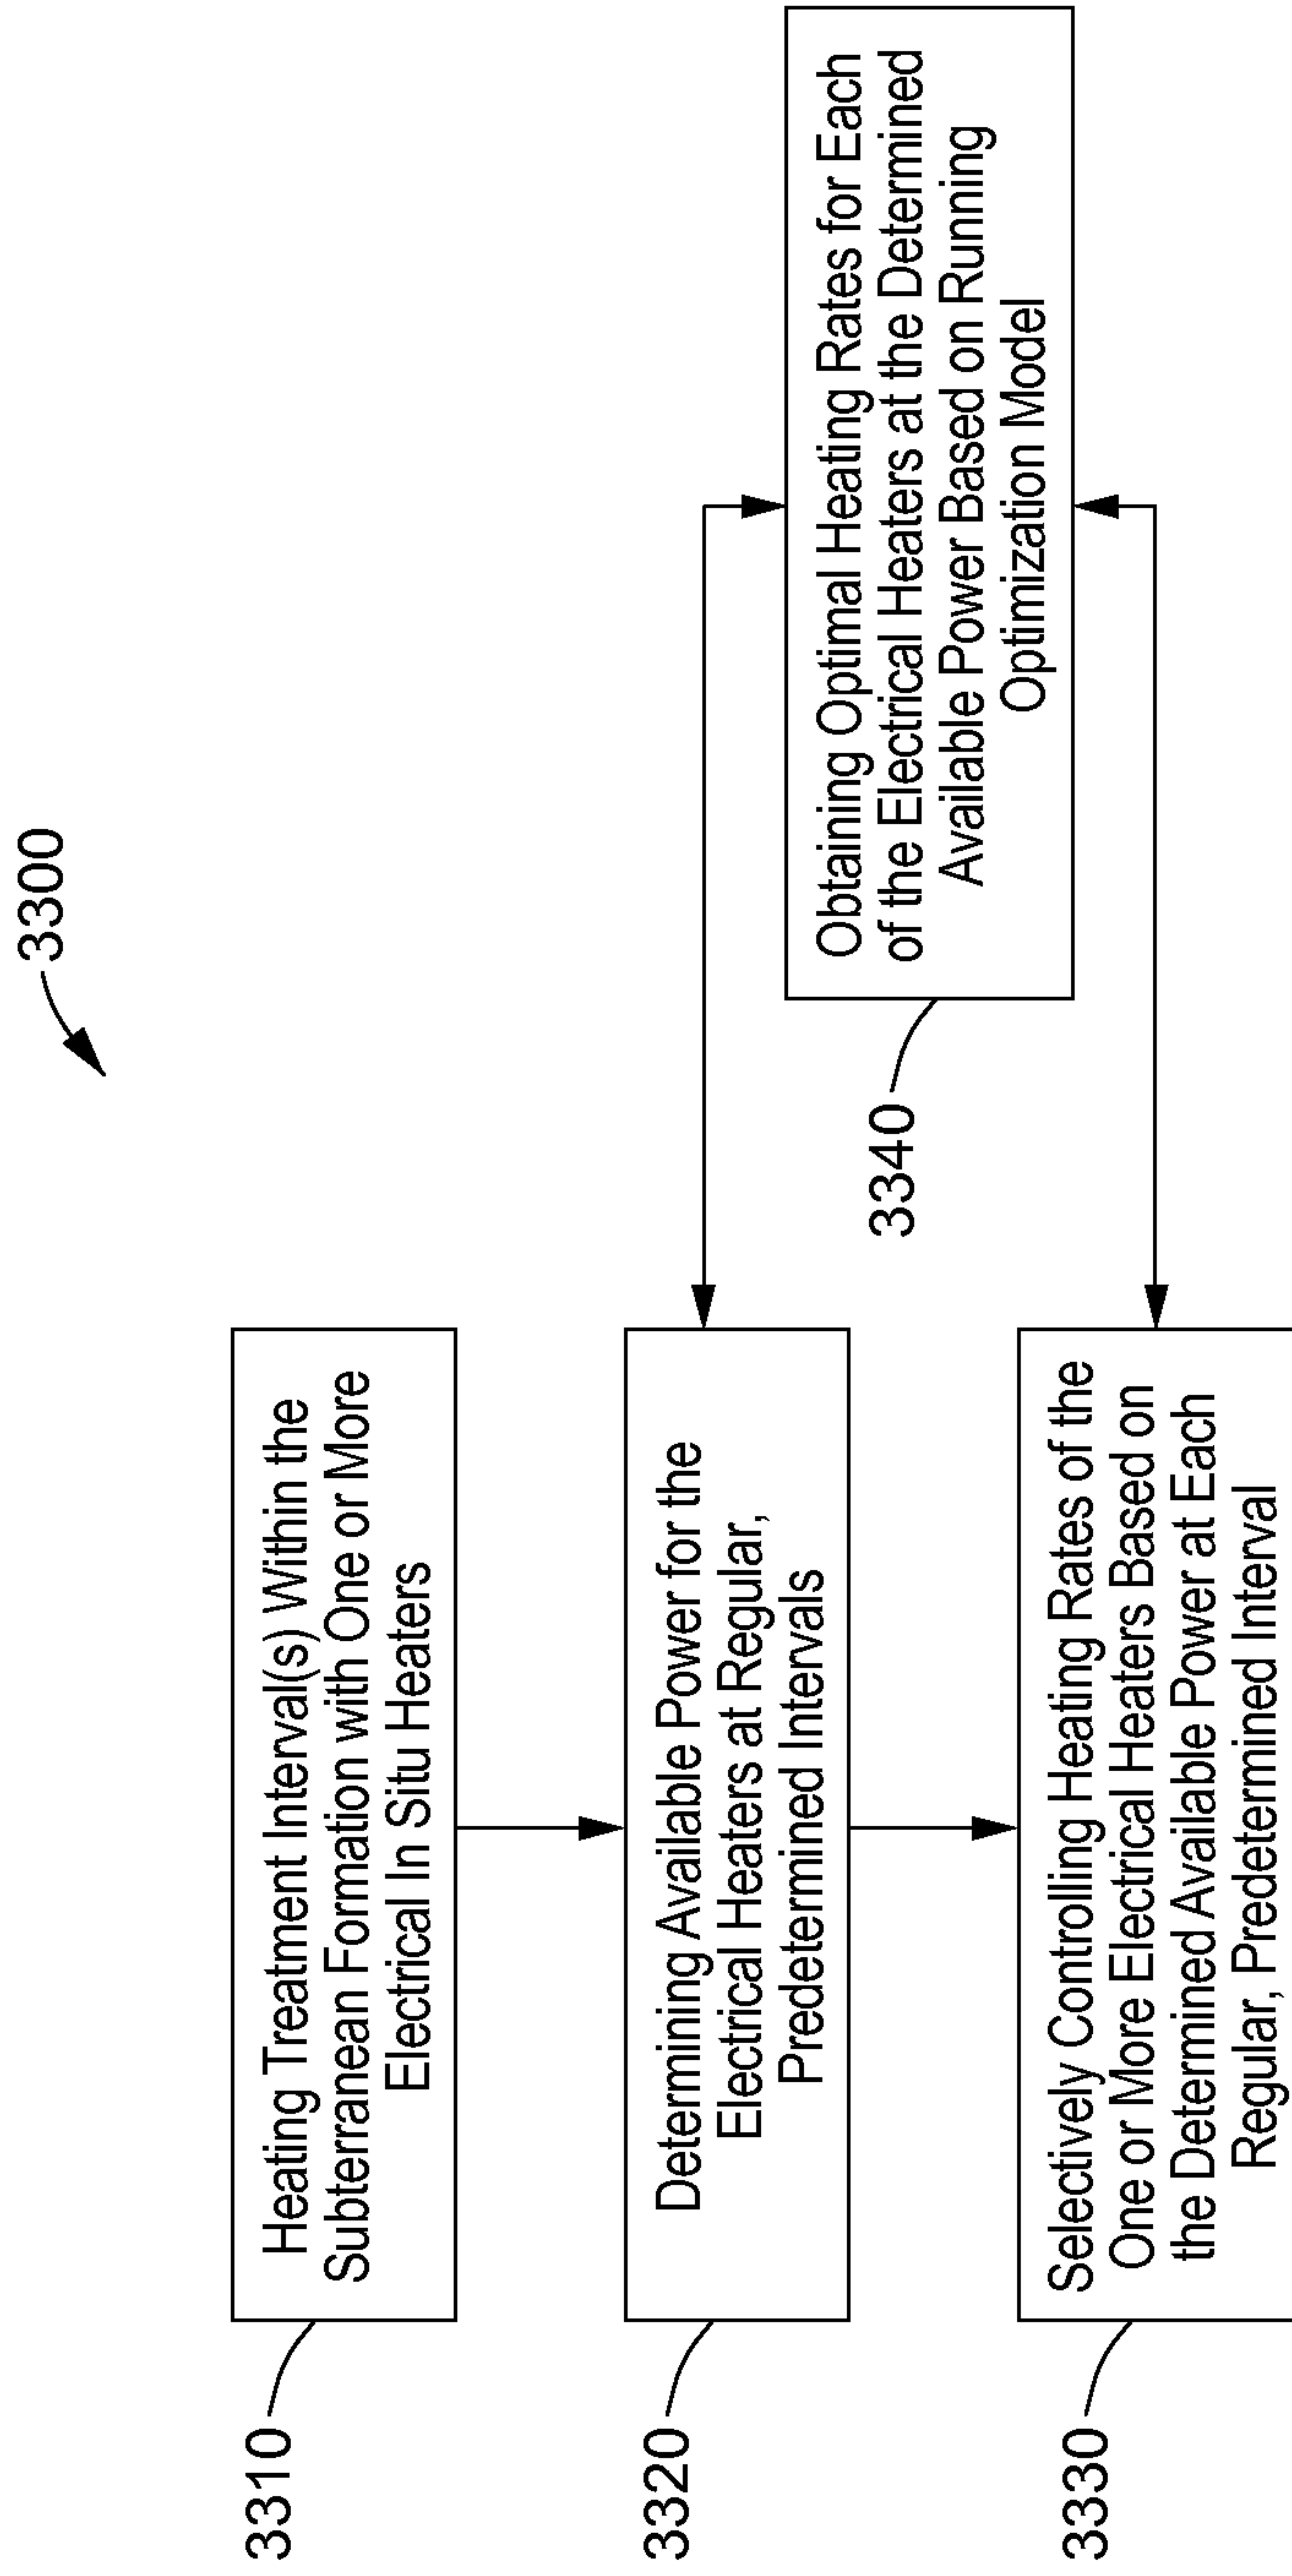 3300
3310
Heating Treatment Interval(s) Within the
Subterranean Formation with One or More
Electrical In Situ Heaters
3320
Determining Available Power for the
Electrical Heaters at Regular,
Predetermined Intervals
3340
Obtaining Optimal Heating Rates for Each
of the Electrical Heaters at the Determined
Available Power Based on Running
Optimization Model
3330
Selectively Controlling Heating Rates of the
One or More Electrical Heaters Based on
the Determined Available Power at Each
Regular, Predetermined Interval